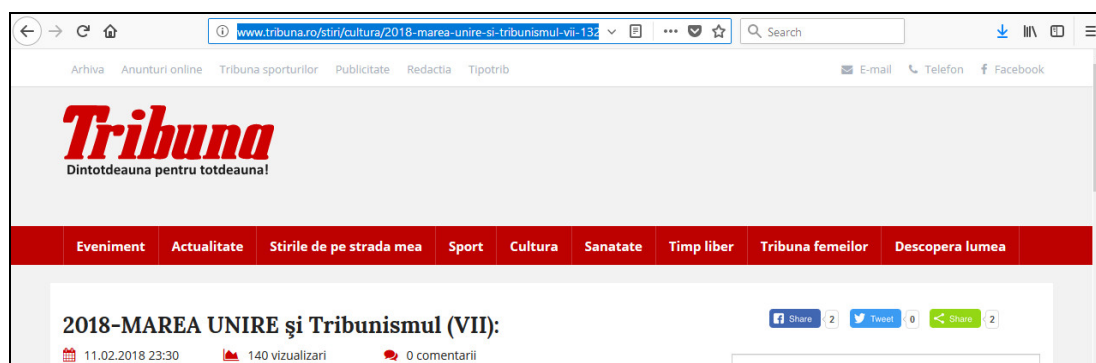 www.tribuna.ro/stiri/cultura/2018-marea-unire-si-tribunismul-vii-132
Search
Arhiva Anunturi online Tribuna sporturilor Publicitate Redactia Tipotrib E-mail Telefon Facebook
Tribuna
Dintotdeauna pentru totdeauna!
Eveniment Actualitate Stirile de pe strada mea Sport Cultura Sanatate Timp liber Tribuna femeilor Descopera lumea
2018-MAREA UNIRE şi Tribunismul (VII):
Share 2 Tweet 0 Share 2
11.02.2018 23:30 140 vizualizari 0 comentarii